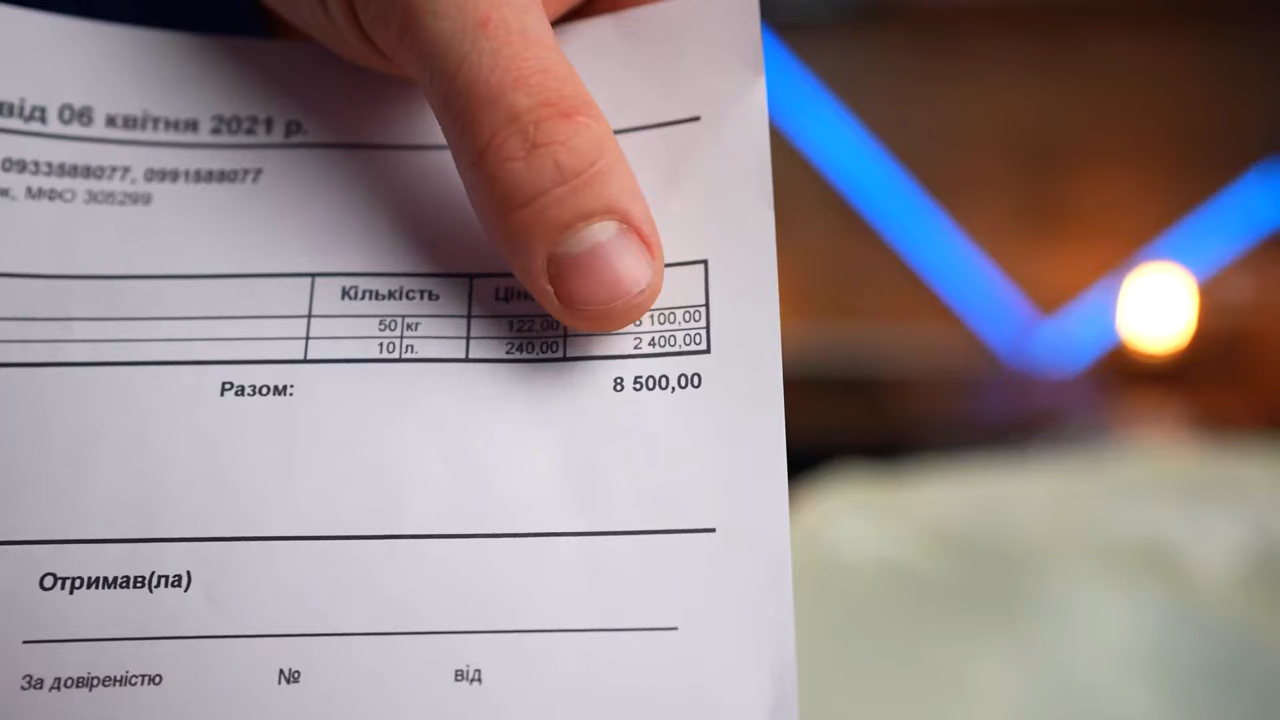 від 06 квітня 2021 р.
0933588077, 0991588077
к, МФО 305299
Кількість
50 кг 122,00 6 100,00
10 л. 240,00 2 400,00
Разом: 8 500,00
Отримав(ла)
За довіреністю № від